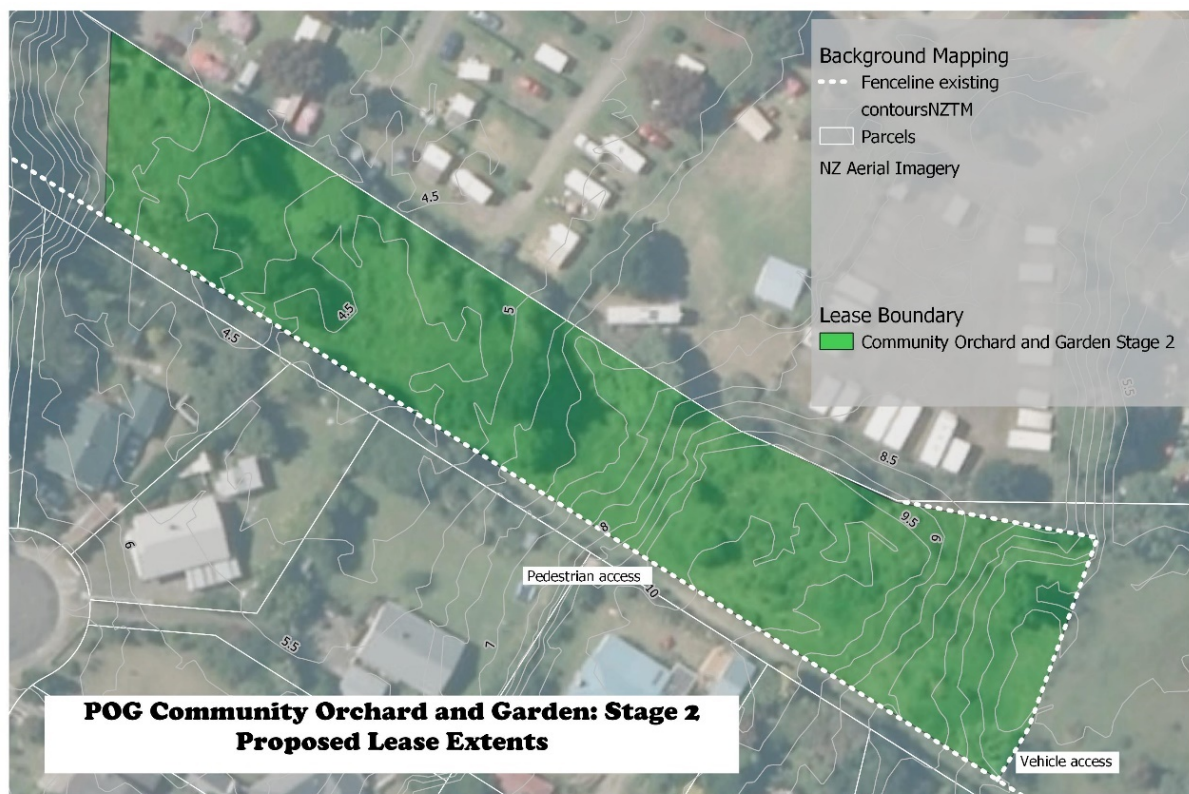 Background Mapping
Fenceline existing
contoursNZTM
Parcels
NZ Aerial Imagery
Lease Boundary
Community Orchard and Garden Stage 2
4.5
4.5
4.5
5
5.5
8.5
9.5
9
8
Pedestrian access
10
6
7
5.5
POG Community Orchard and Garden: Stage 2
Proposed Lease Extents
Vehicle access